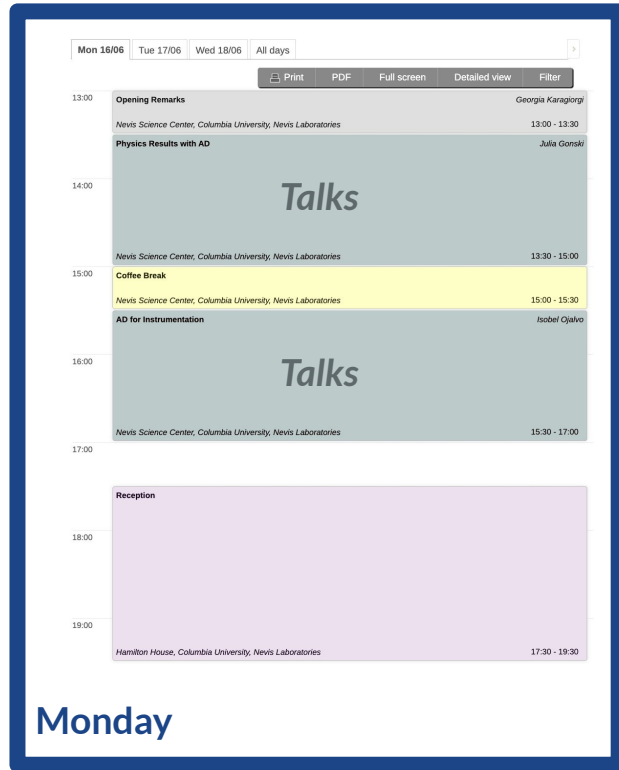 Mon 16/06 Tue 17/06 Wed 18/06 All days >
Print PDF Full screen Detailed view Filter
13:00 Opening Remarks Georgia Karagiorgi
Nevis Science Center, Columbia University, Nevis Laboratories 13:00 - 13:30
Physics Results with AD Julia Gonski
14:00
Talks
Nevis Science Center, Columbia University, Nevis Laboratories 13:30 - 15:00
15:00 Coffee Break
Nevis Science Center, Columbia University, Nevis Laboratories 15:00 - 15:30
AD for Instrumentation Isobel Ojalvo
16:00
Talks
Nevis Science Center, Columbia University, Nevis Laboratories 15:30 - 17:00
17:00
Reception
18:00
19:00
Hamilton House, Columbia University, Nevis Laboratories 17:30 - 19:30
Monday